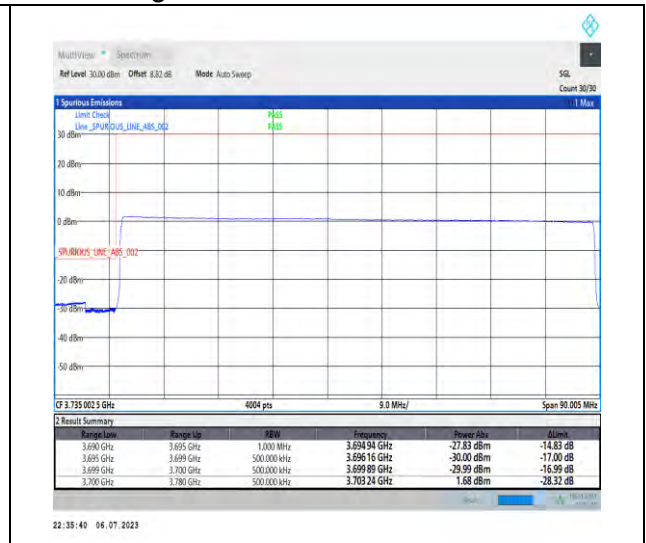 MultiView Spectrum
Ref Level 30.00 dBm Offset 8.82 dB Mode Auto Sweep SGL
Count 30/30
1 Spurious Emissions 1 Max
Limit Check PASS
Line _SPURIOUS_LINE_ABS_002 PASS
30 dBm
20 dBm
10 dBm
0 dBm
_SPURIOUS_LINE_ABS_002
-20 dBm
-30 dBm
-40 dBm
-50 dBm
CF 3.735 002 5 GHz 4004 pts 9.0 MHz/ Span 90.005 MHz
2 Result Summary
Range Low Range Up RBW Frequency Power Abs ΔLimit
3.690 GHz 3.695 GHz 1.000 MHz 3.694 94 GHz -27.83 dBm -14.83 dB
3.695 GHz 3.699 GHz 500.000 kHz 3.696 16 GHz -30.00 dBm -17.00 dB
3.699 GHz 3.700 GHz 500.000 kHz 3.699 89 GHz -29.99 dBm -16.99 dB
3.700 GHz 3.780 GHz 500.000 kHz 3.703 24 GHz 1.68 dBm -28.32 dB
22:35:40 06.07.2023